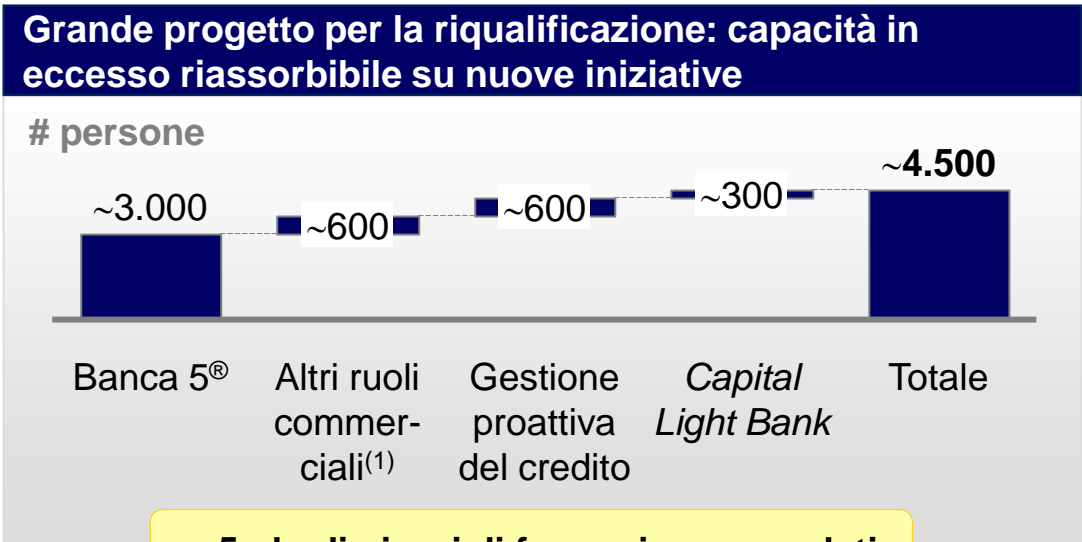 Grande progetto per la riqualificazione: capacità in
eccesso riassorbibile su nuove iniziative
# persone
~4.500
~3.000
~600
~600
~300
Banca 5®
Altri ruoli
commer-
ciali(1)
Gestione
proattiva
del credito
Capital
Light Bank
Totale